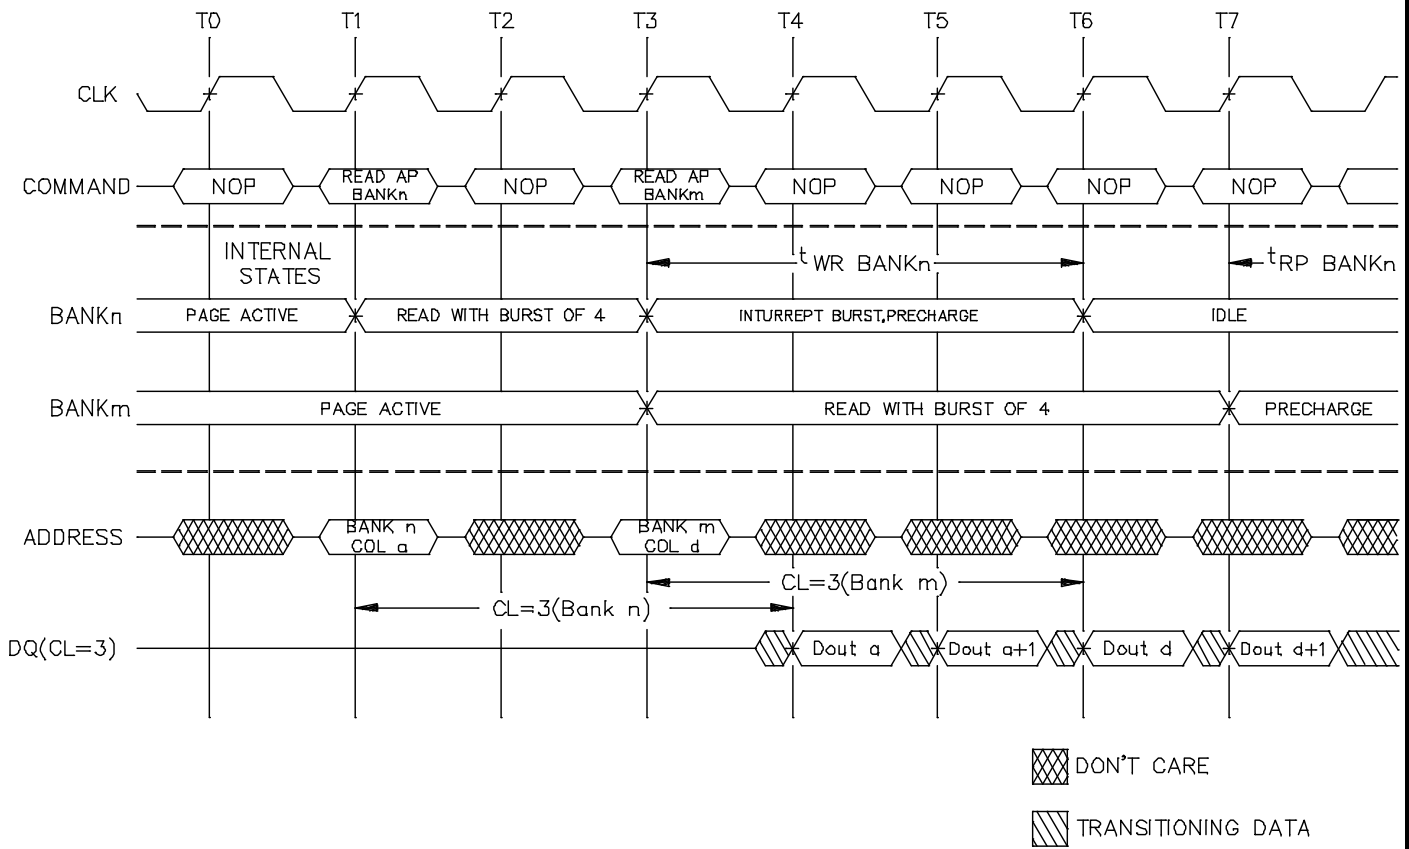 T0 T1 T2 T3 T4 T5 T6 T7
CLK
COMMAND NOP READ AP BANKn NOP READ AP BANKm NOP NOP NOP NOP
INTERNAL
STATES
tWR BANKn tRP BANKn
BANKn PAGE ACTIVE READ WITH BURST OF 4 INTURREPT BURST,PRECHARGE IDLE
BANKm PAGE ACTIVE READ WITH BURST OF 4 PRECHARGE
ADDRESS BANK n COL a BANK m COL d
CL=3(Bank m)
CL=3(Bank n)
DQ(CL=3) Dout a Dout a+1 Dout d Dout d+1
DON'T CARE
TRANSITIONING DATA